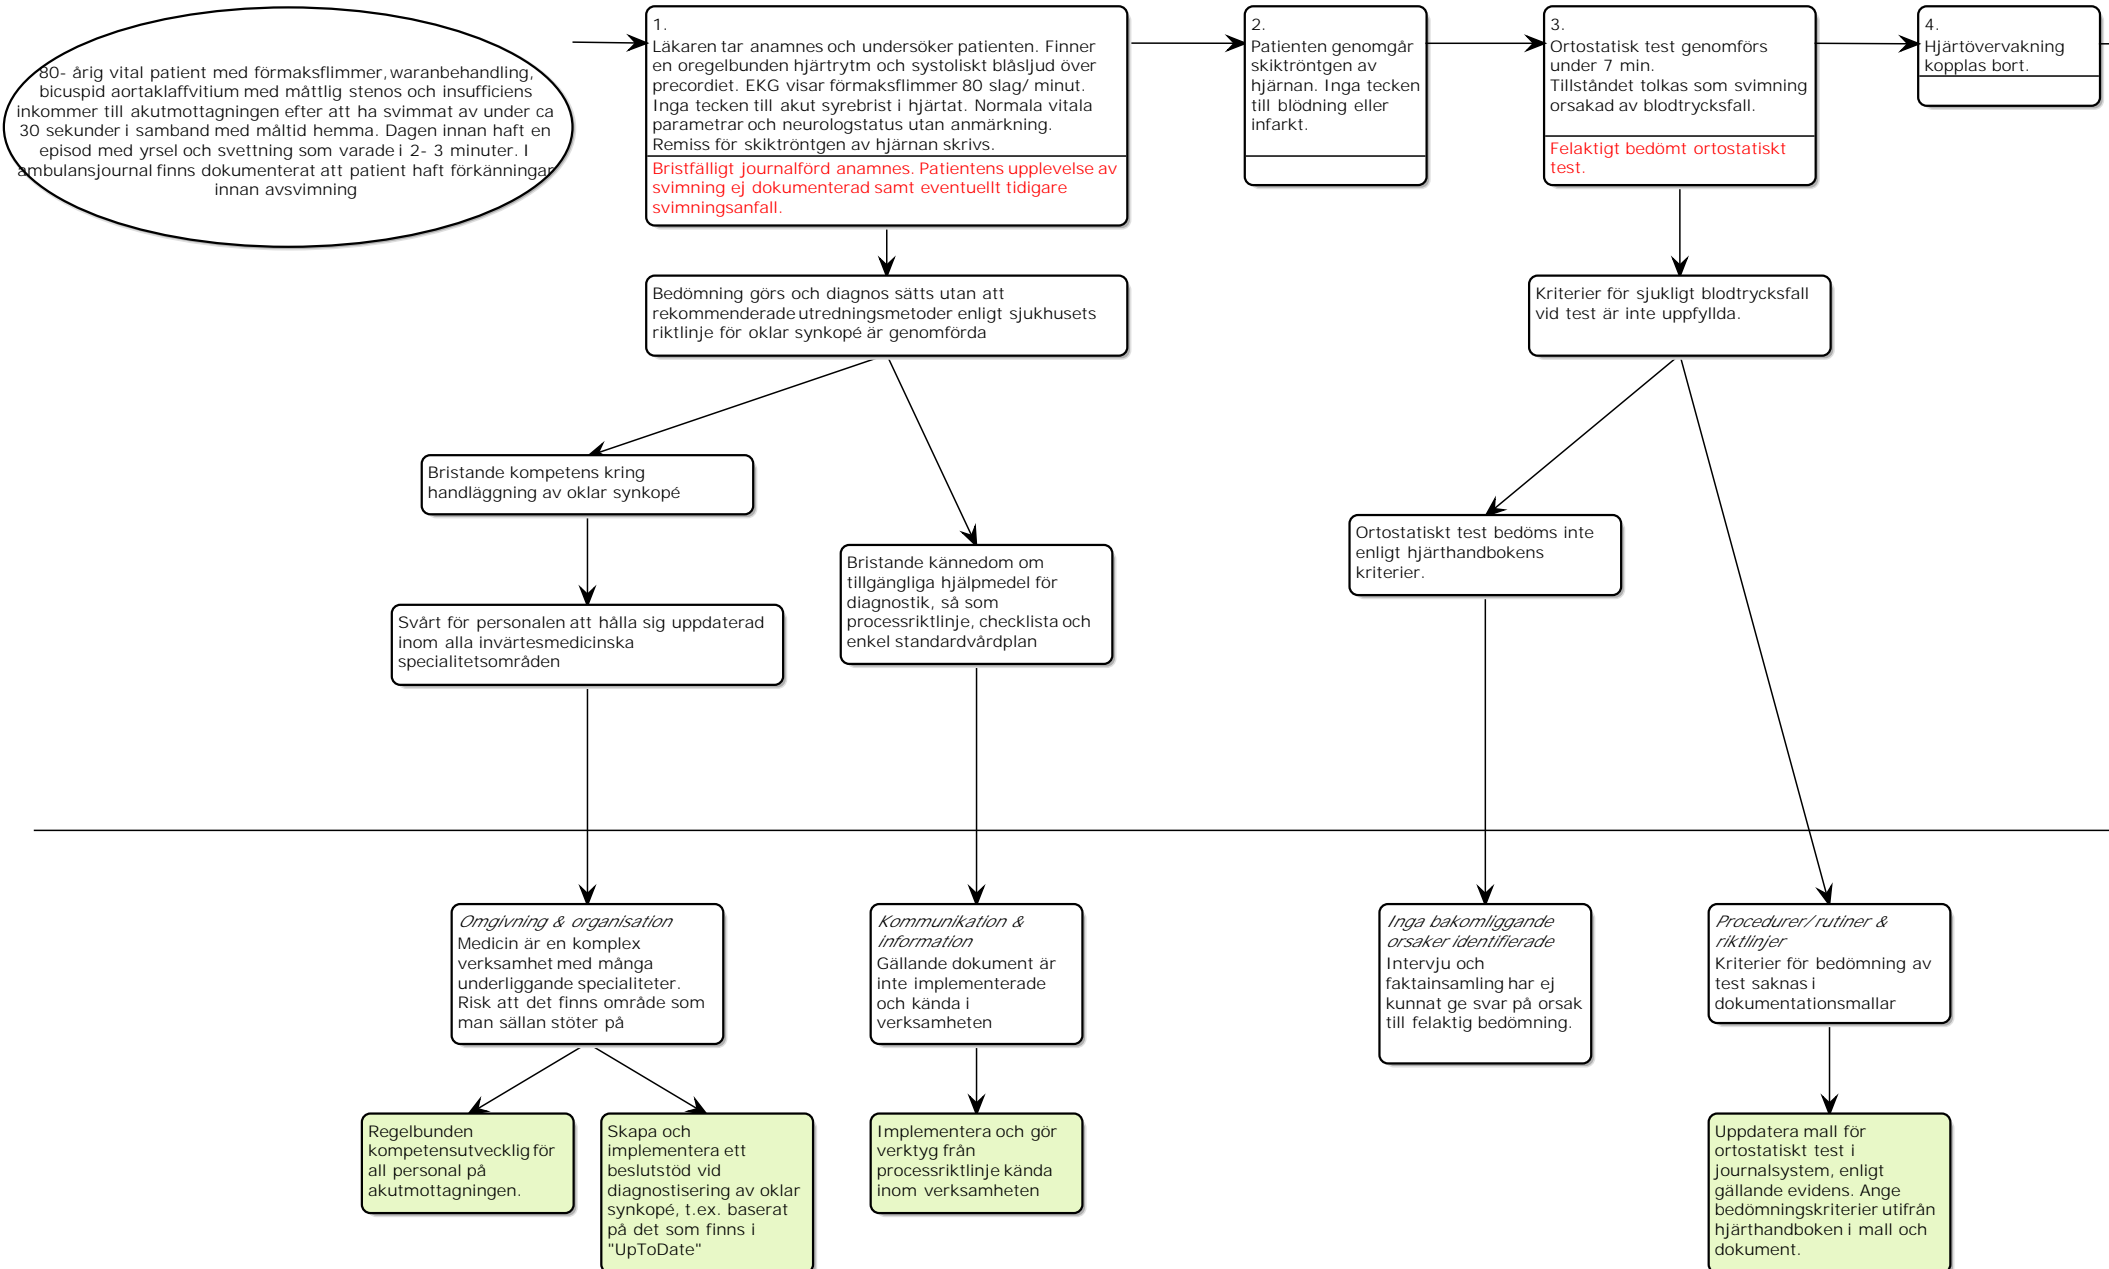 80- årig vital patient med förmaksflimmer, waranbehandling,
bicuspid aortaklaffvitium med måttlig stenos och insufficiens
inkommer till akutmottagningen efter att ha svimmat av under ca
30 sekunder i samband med måltid hemma. Dagen innan haft en
episod med yrsel och svettning som varade i 2- 3 minuter. I
ambulansjournal finns dokumenterat att patient haft förkänningar
innan avsvimning
1.
Läkaren tar anamnes och undersöker patienten. Finner
en oregelbunden hjärtrytm och systoliskt blåsljud över
precordiet. EKG visar förmaksflimmer 80 slag/ minut.
Inga tecken till akut syrebrist i hjärtat. Normala vitala
parametrar och neurologstatus utan anmärkning.
Remiss för skiktröntgen av hjärnan skrivs.
Bristfälligt journalförd anamnes. Patientens upplevelse av
svimning ej dokumenterad samt eventuellt tidigare
svimningsanfall.
2.
Patienten genomgår
skiktröntgen av
hjärnan. Inga tecken
till blödning eller
infarkt.
3.
Ortostatisk test genomförs
under 7 min.
Tillståndet tolkas som svimning
orsakad av blodtrycksfall.
Felaktigt bedömt ortostatiskt
test.
4.
Hjärtövervakning
kopplas bort.
Bedömning görs och diagnos sätts utan att
rekommenderade utredningsmetoder enligt sjukhusets
riktlinje för oklar synkopé är genomförda
Kriterier för sjukligt blodtrycksfall
vid test är inte uppfyllda.
Bristande kompetens kring
handläggning av oklar synkopé
Bristande kännedom om
tillgängliga hjälpmedel för
diagnostik, så som
processriktlinje, checklista och
enkel standardvårdplan
Ortostatiskt test bedöms inte
enligt hjärthandbokens
kriterier.
Svårt för personalen att hålla sig uppdaterad
inom alla invärtesmedicinska
specialitetsområden
Omgivning & organisation
Medicin är en komplex
verksamhet med många
underliggande specialiteter.
Risk att det finns område som
man sällan stöter på
Kommunikation &
information
Gällande dokument är
inte implementerade
och kända i
verksamheten
Inga bakomliggande
orsaker identifierade
Intervju och
faktainsamling har ej
kunnat ge svar på orsak
till felaktig bedömning.
Procedurer/ rutiner &
riktlinjer
Kriterier för bedömning av
test saknas i
dokumentationsmallar
Regelbunden
kompetensutvecklig för
all personal på
akutmottagningen.
Skapa och
implementera ett
beslutstöd vid
diagnostisering av oklar
synkopé, t.ex. baserat
på det som finns i
"UpToDate"
Implementera och gör
verktyg från
processriktlinje kända
inom verksamheten
Uppdatera mall för
ortostatiskt test i
journalsystem, enligt
gällande evidens. Ange
bedömningskriterier utifrån
hjärthandboken i mall och
dokument.